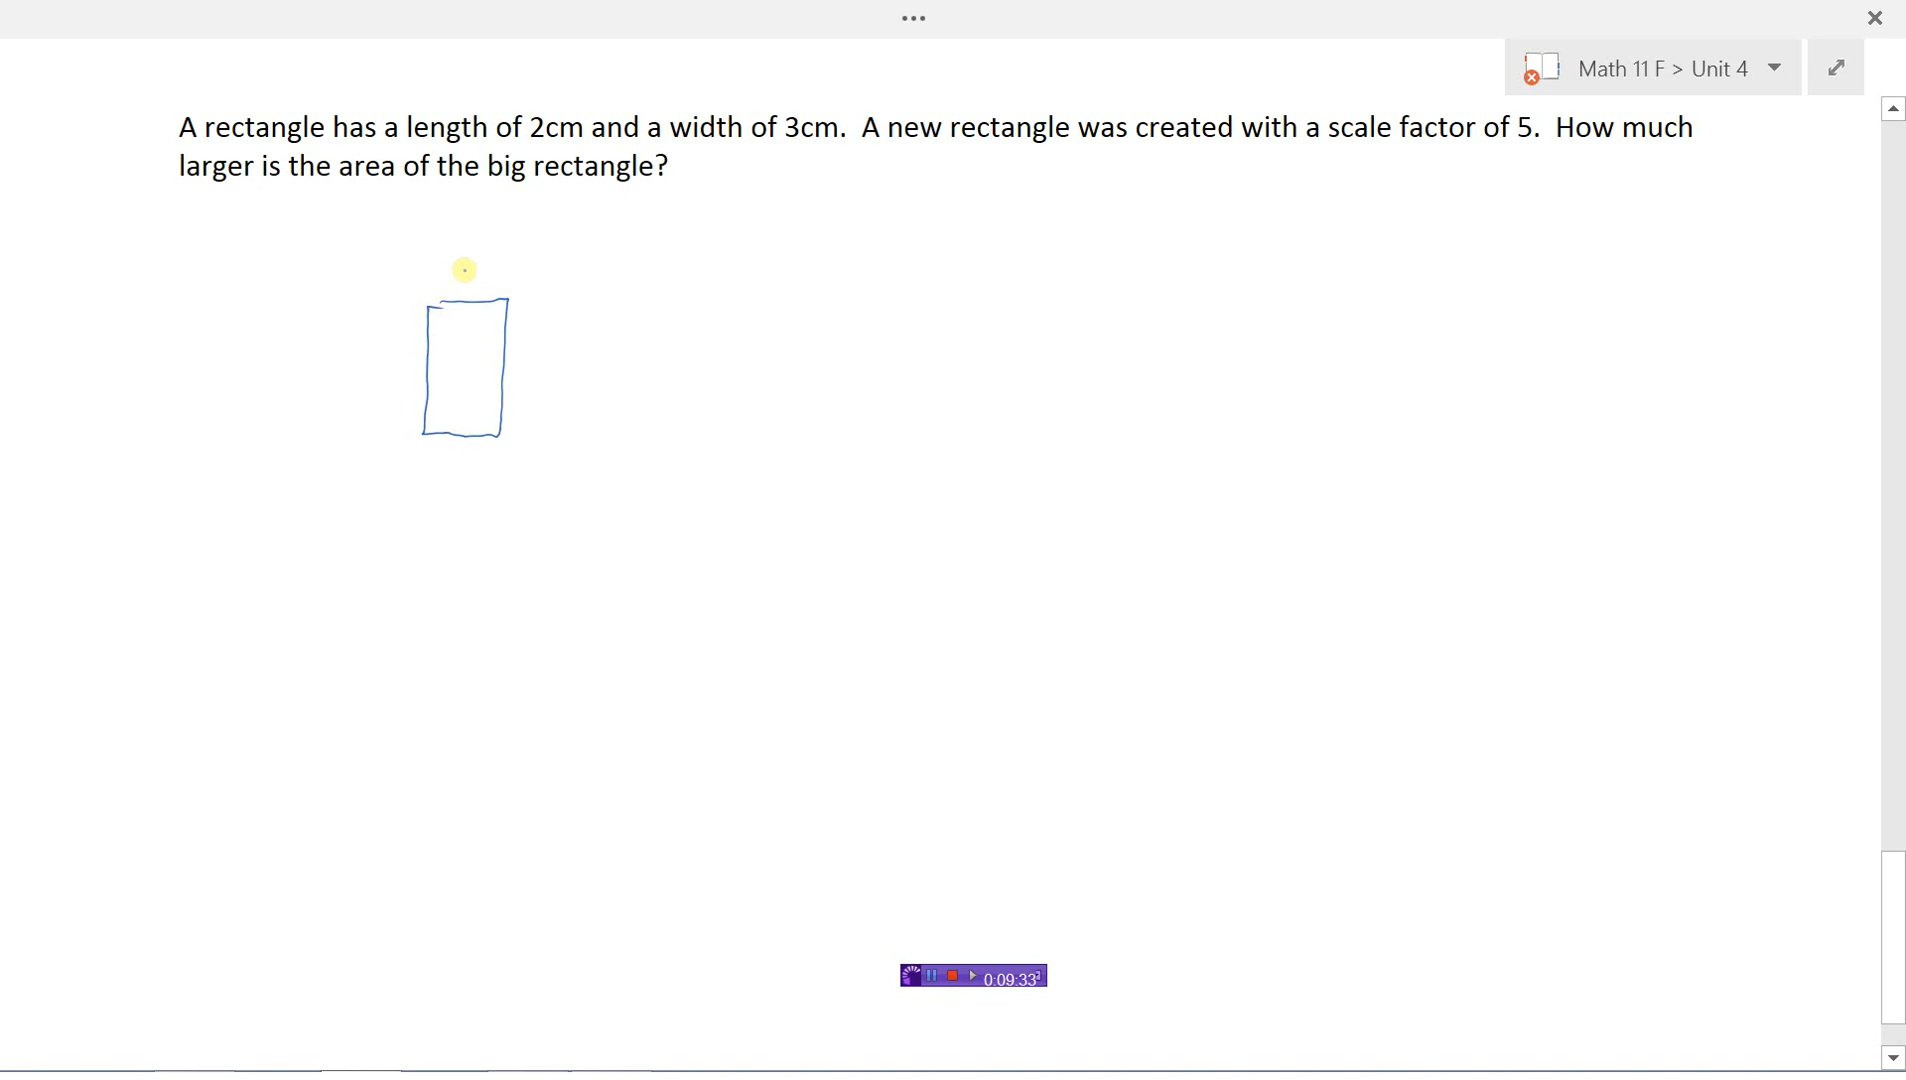 Math 11 F > Unit 4
A rectangle has a length of 2cm and a width of 3cm.  A new rectangle was created with a scale factor of 5.  How much
larger is the area of the big rectangle?
0:09:33